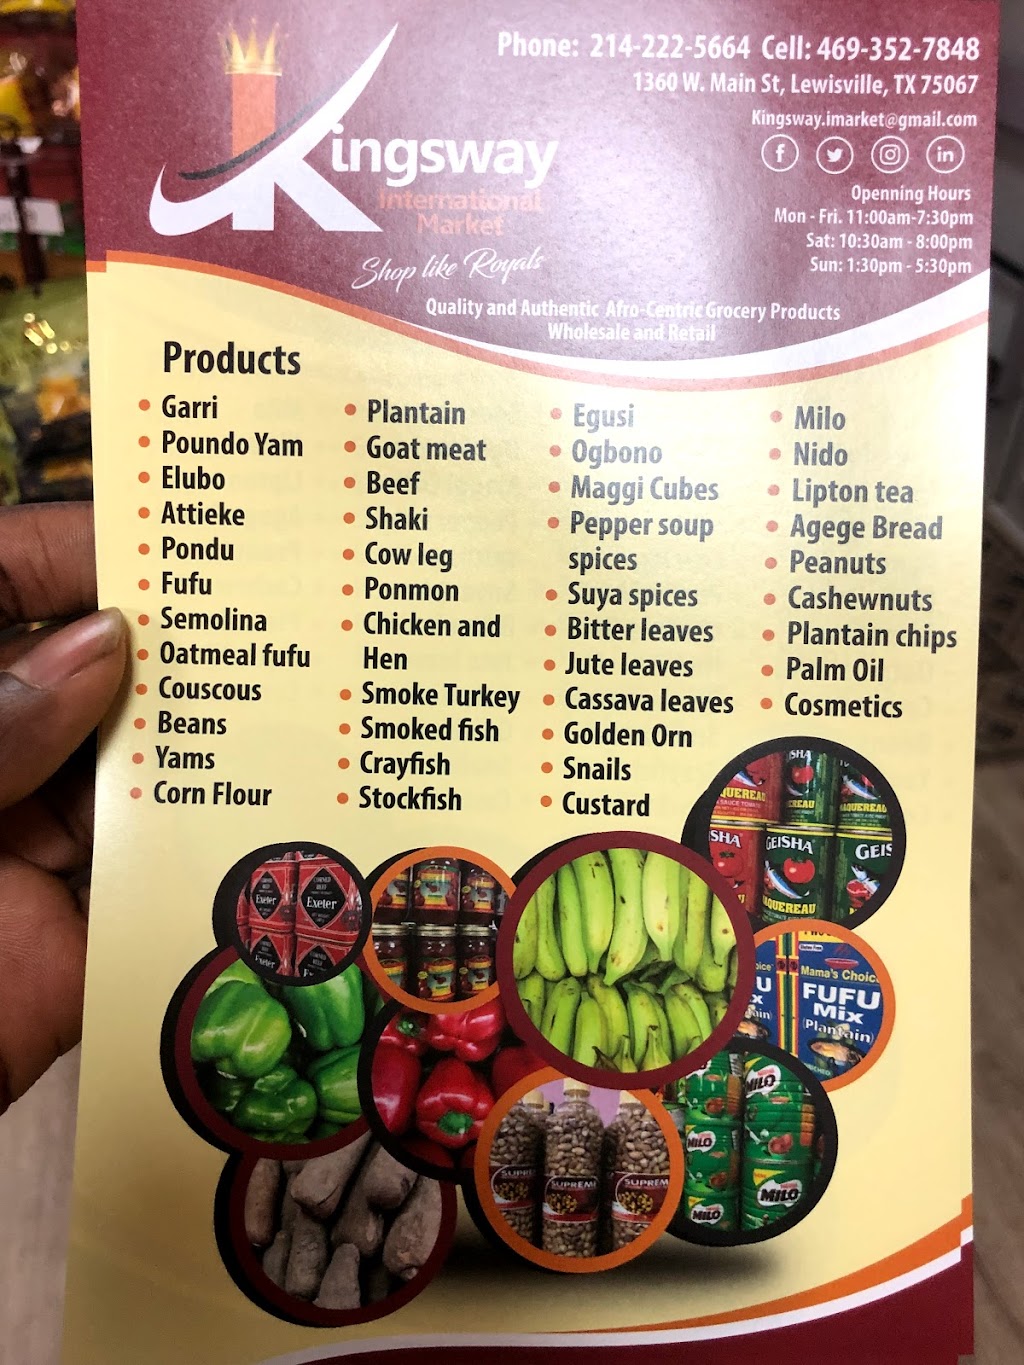 Phone: 214-222-5664 Cell: 469-352-7848
1360 W. Main St, Lewisville, TX 75067
Kingsway.imarket@gmail.com
Kingsway
International
Market
Shop like Royals
Openning Hours
Mon - Fri. 11:00am-7:30pm
Sat: 10:30am - 8:00pm
Sun: 1:30pm - 5:30pm
Quality and Authentic Afro-Centric Grocery Products
Wholesale and Retail
Products
Garri
Poundo Yam
Elubo
Attieke
Pondu
Fufu
Semolina
Oatmeal fufu
Couscous
Beans
Yams
Corn Flour
Plantain
Goat meat
Beef
Shaki
Cow leg
Ponmon
Chicken and
Hen
Smoke Turkey
Smoked fish
Crayfish
Stockfish
Egusi
Ogbono
Maggi Cubes
Pepper soup
spices
Suya spices
Bitter leaves
Jute leaves
Cassava leaves
Golden Orn
Snails
Custard
Milo
Nido
Lipton tea
Agege Bread
Peanuts
Cashewnuts
Plantain chips
Palm Oil
Cosmetics
GEISHA
MAQUEREAU
Exeter
Mama's Choice
FUFU
Mix
(Plantain)
SUPREME
MILO
MILO
MILO
MILO